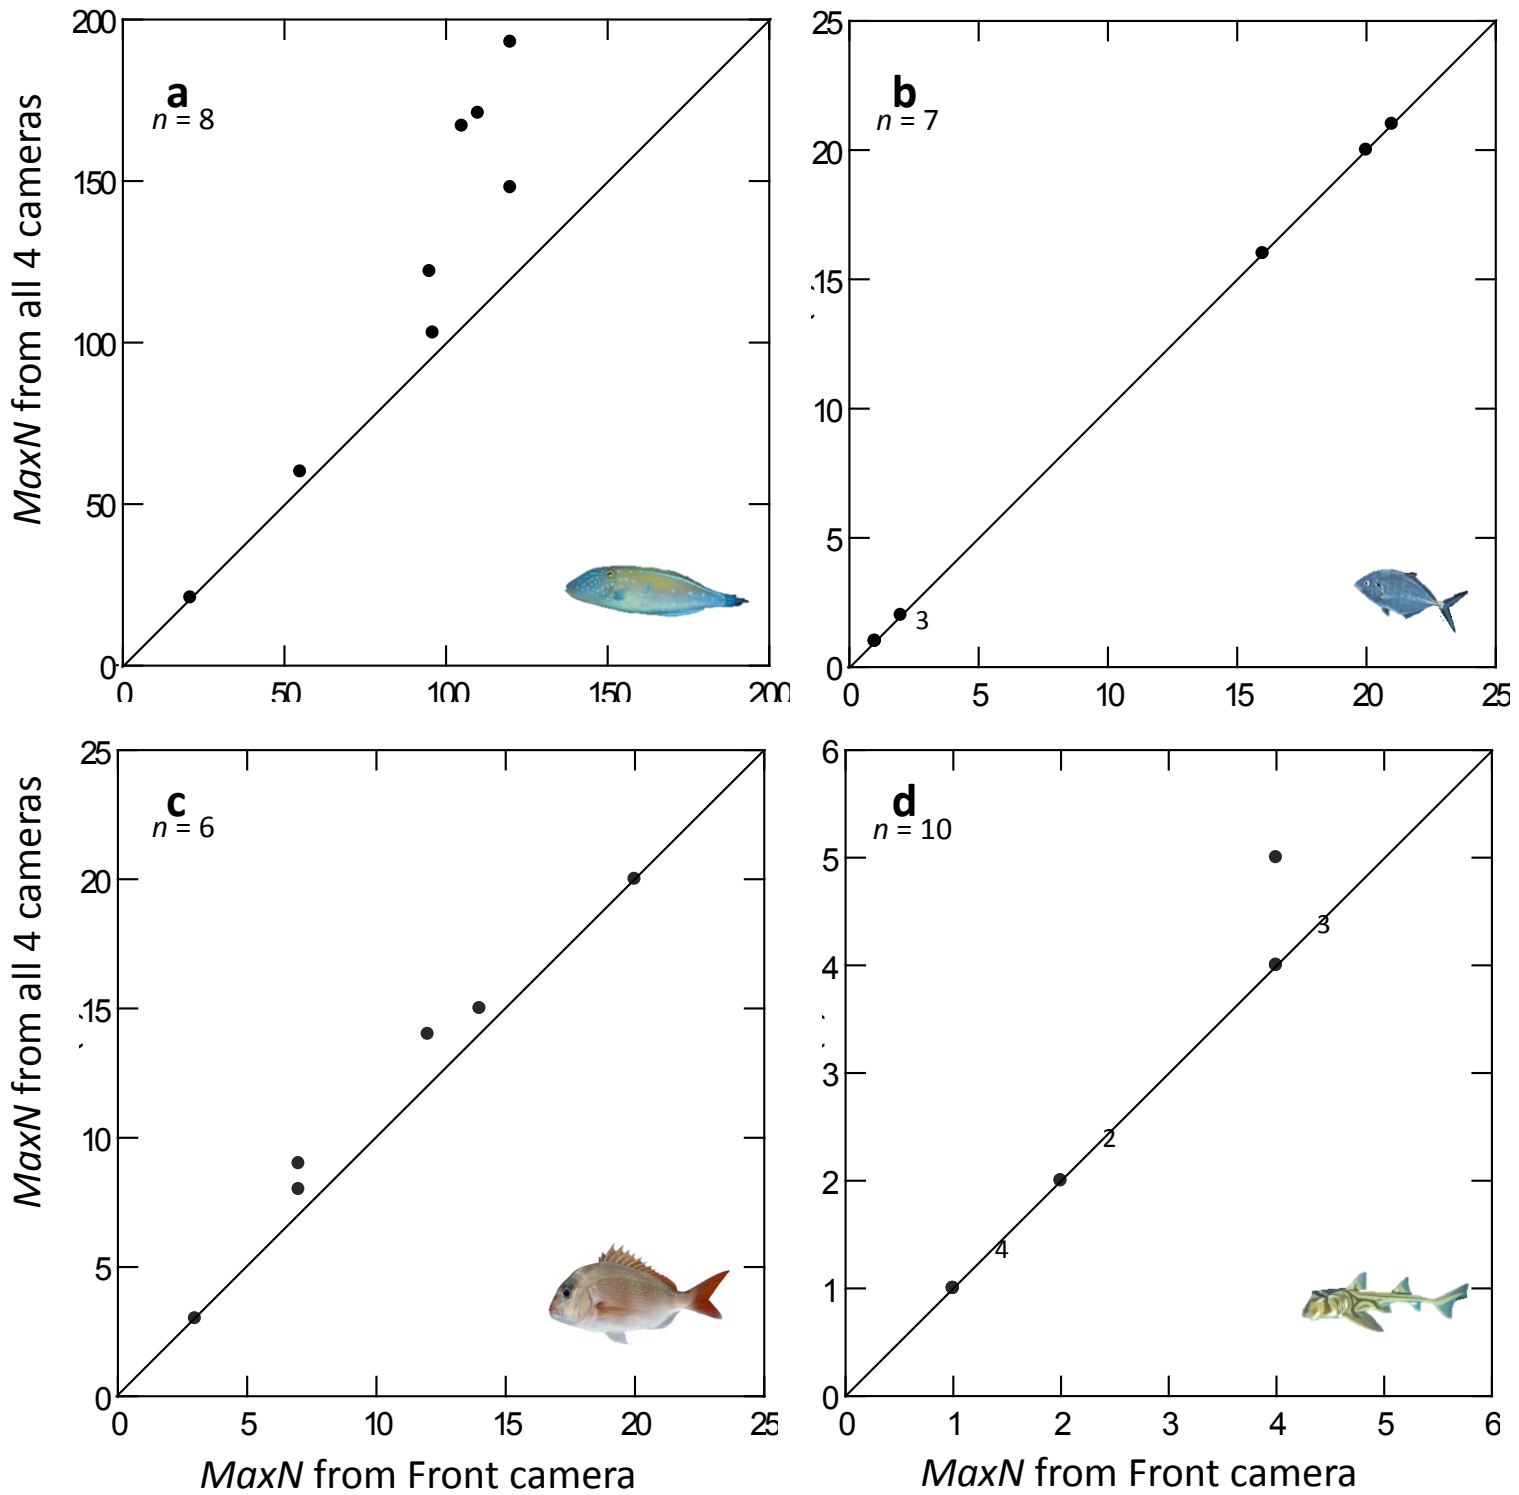 200
150
100
50
0
0 50 100 150 200
a
n = 8
MaxN from all 4 cameras
25
20
15
10
5
0
0 5 10 15 20 25
b
n = 7
3
25
20
15
10
5
0
0 5 10 15 20 25
c
n = 6
MaxN from all 4 cameras
MaxN from Front camera
6
5
4
3
2
1
0
0 1 2 3 4 5 6
d
n = 10
3
2
4
MaxN from Front camera